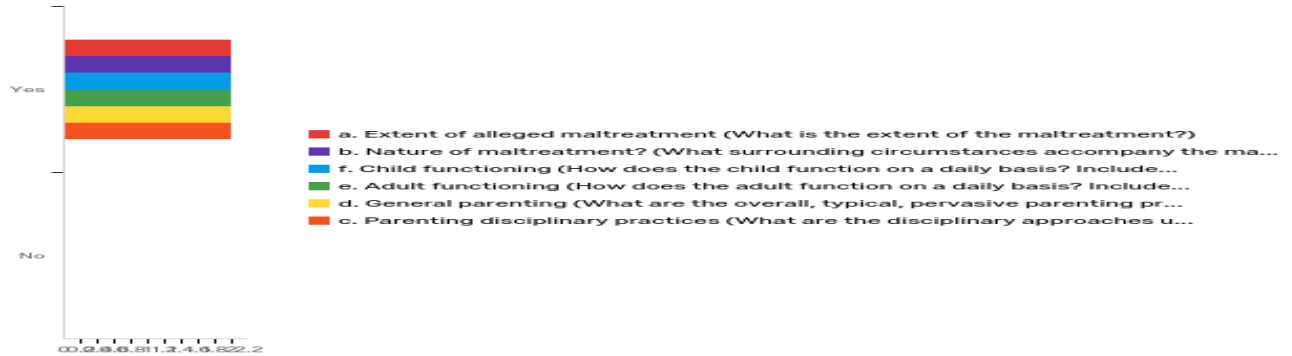 Yes
a. Extent of alleged maltreatment (What is the extent of the maltreatment?)
b. Nature of maltreatment? (What surrounding circumstances accompany the ma...
f. Child functioning (How does the child function on a daily basis? Include...
e. Adult functioning (How does the adult function on a daily basis? Include...
d. General parenting (What are the overall, typical, pervasive parenting pr...
c. Parenting disciplinary practices (What are the disciplinary approaches u...
No